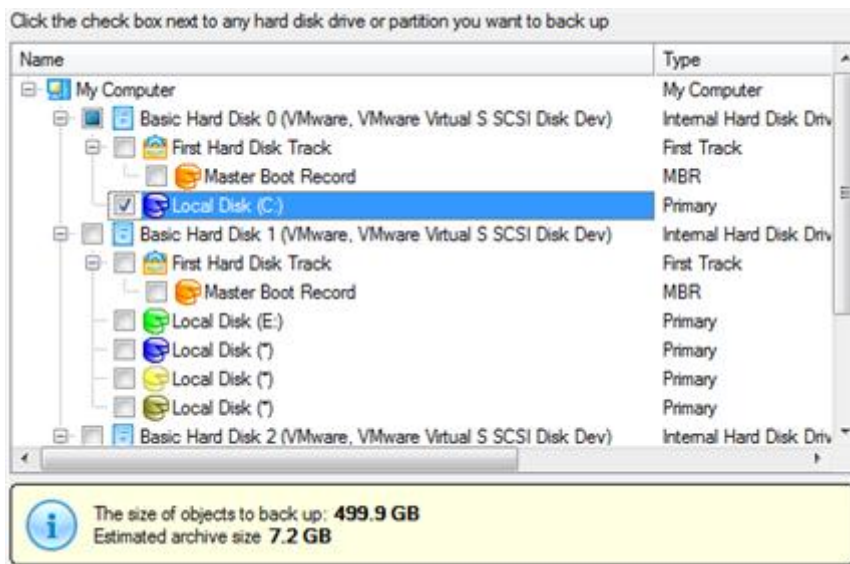 Click the check box next to any hard disk drive or partition you want to back up
Name Type
My Computer My Computer
Basic Hard Disk 0 (VMware, VMware Virtual S SCSI Disk Dev) Internal Hard Disk Driv
First Hard Disk Track First Track
Master Boot Record MBR
Local Disk (C:) Primary
Basic Hard Disk 1 (VMware, VMware Virtual S SCSI Disk Dev) Internal Hard Disk Driv
First Hard Disk Track First Track
Master Boot Record MBR
Local Disk (E:) Primary
Local Disk (*) Primary
Local Disk (*) Primary
Local Disk (*) Primary
Basic Hard Disk 2 (VMware, VMware Virtual S SCSI Disk Dev) Internal Hard Disk Driv
The size of objects to back up: 499.9 GB
Estimated archive size 7.2 GB